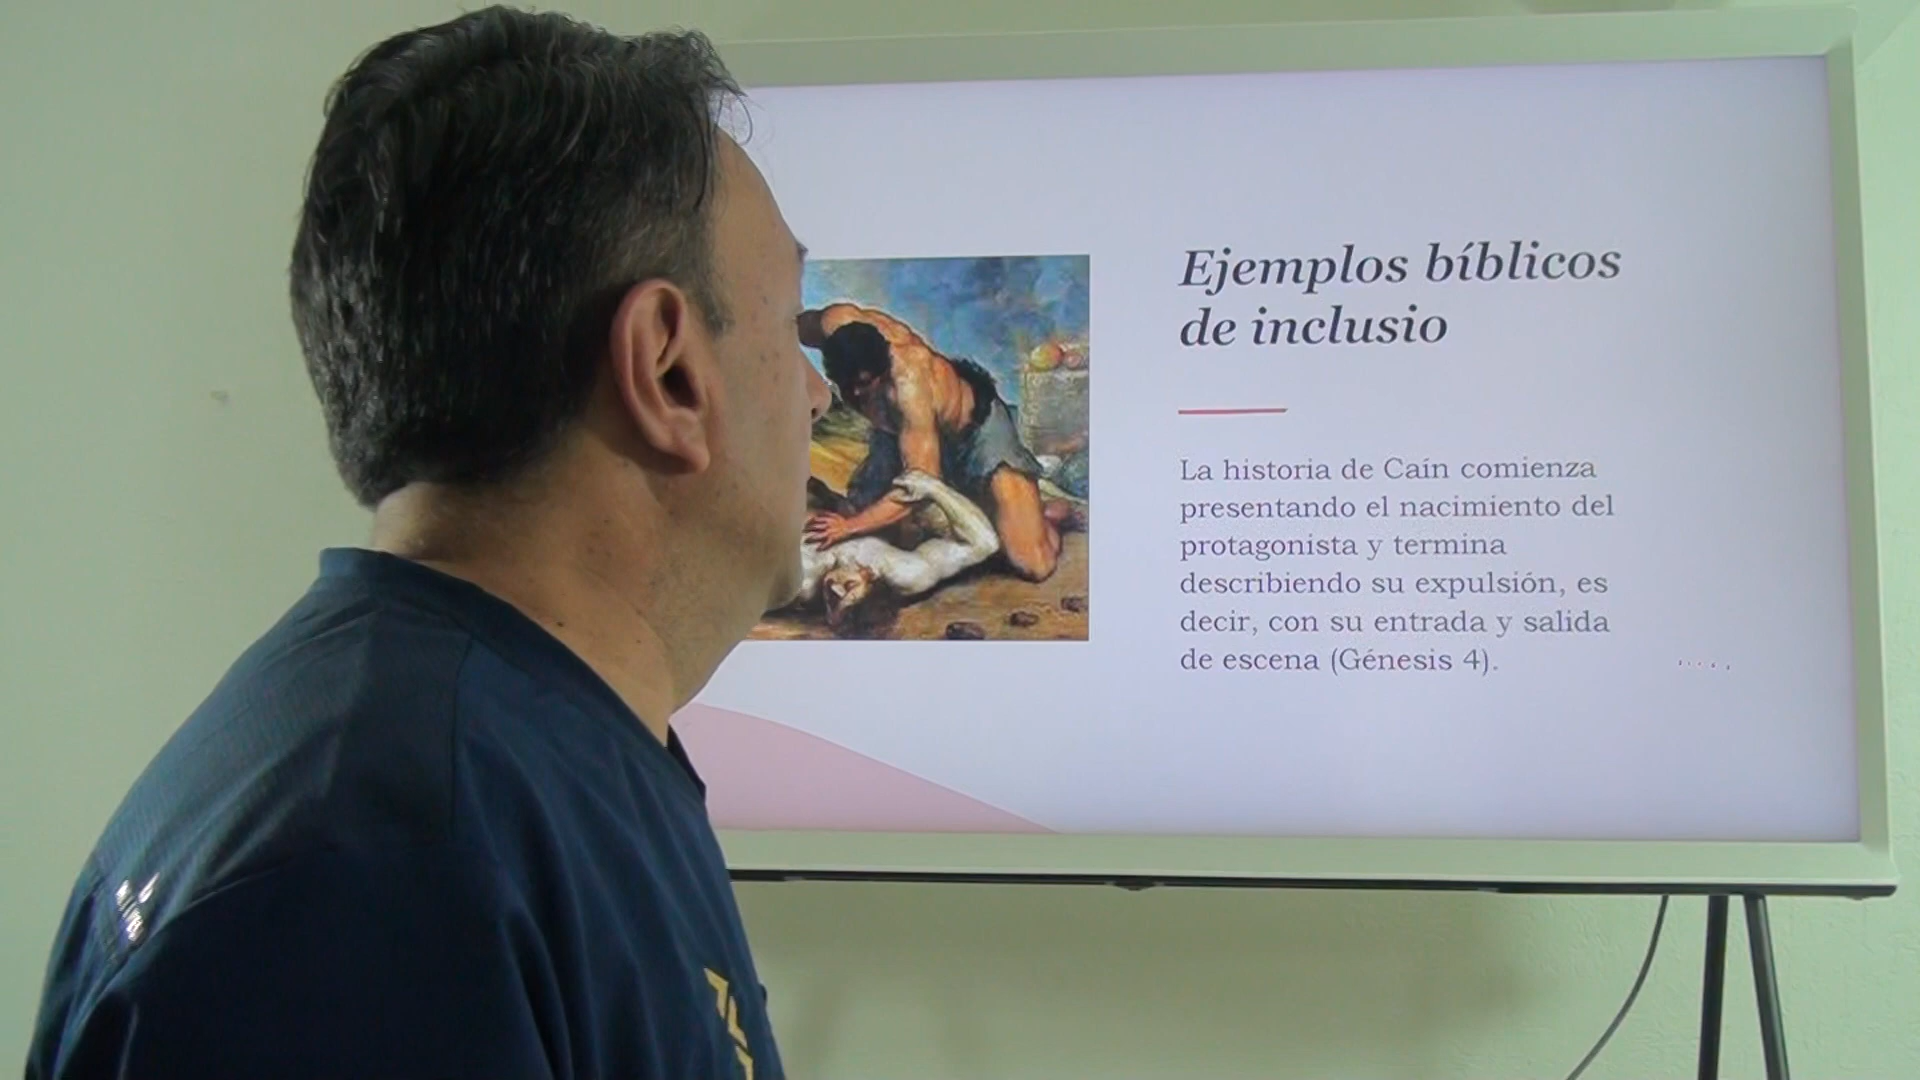 Ejemplos bíblicos
de inclusio
La historia de Caín comienza
presentando el nacimiento del
protagonista y termina
describiendo su expulsión, es
decir, con su entrada y salida
de escena (Génesis 4).